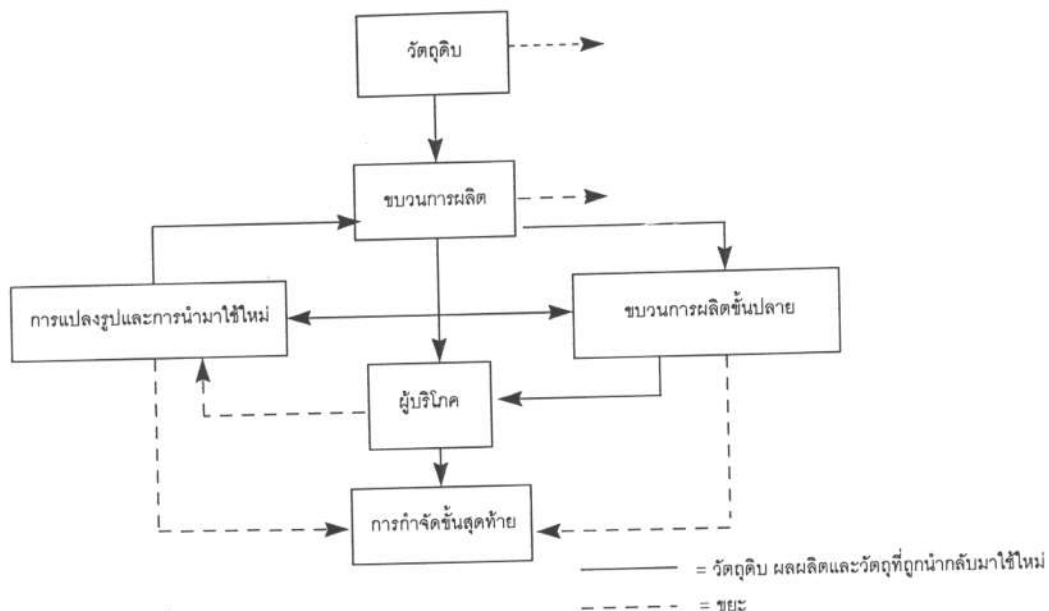 วัตถุดิบ
ขบวนการผลิต
การแปลงรูปและการนำมาใช้ใหม่
ขบวนการผลิตขั้นปลาย
ผู้บริโภค
การกำจัดขั้นสุดท้าย
= วัตถุดิบ ผลผลิตและวัตถุที่ถูกนำกลับมาใช้ใหม่
= ขยะ